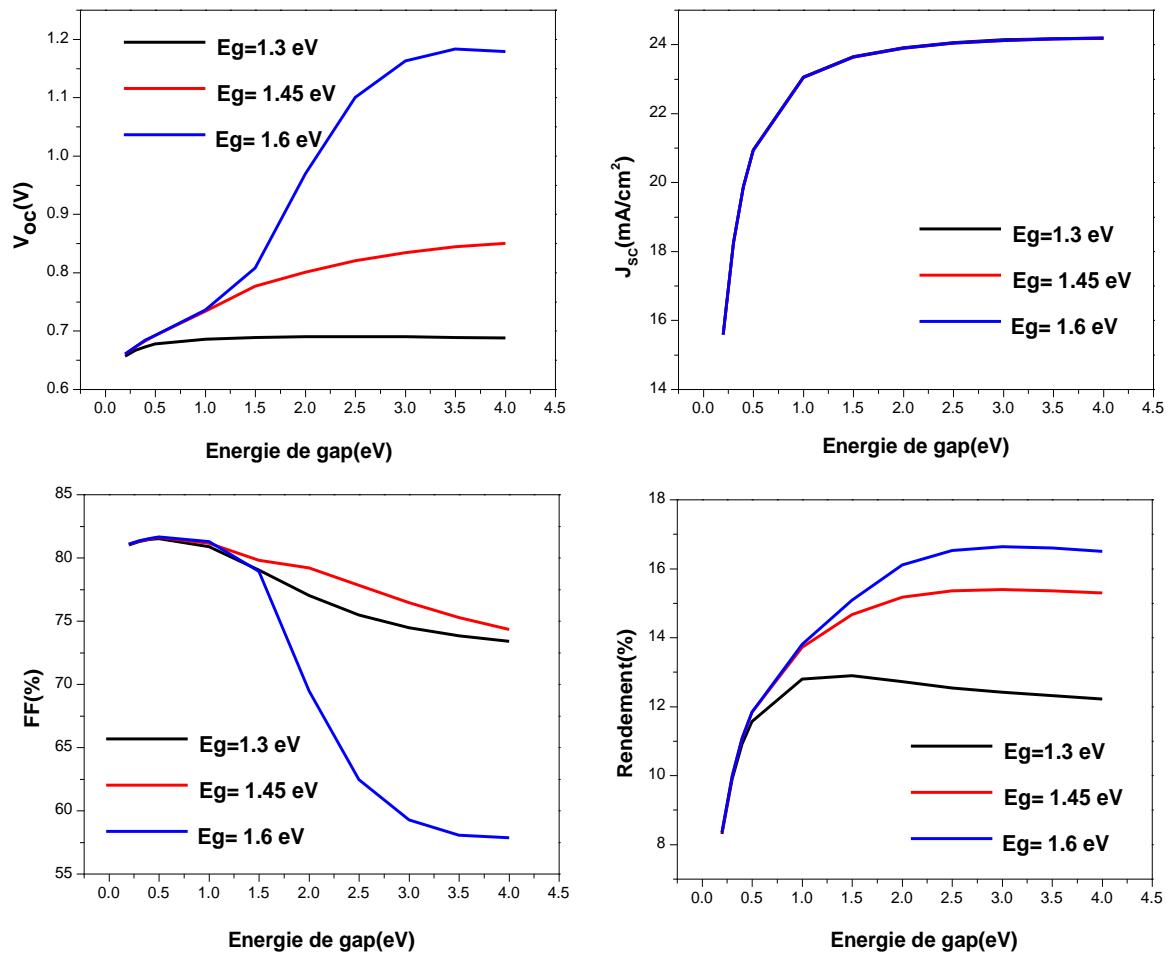 V_OC(V)
1.2
1.1
1.0
0.9
0.8
0.7
0.6
Eg=1.3 eV
Eg= 1.45 eV
Eg= 1.6 eV
0.0 0.5 1.0 1.5 2.0 2.5 3.0 3.5 4.0 4.5
Energie de gap(eV)
J_sc(mA/cm²)
24
22
20
18
16
14
Eg=1.3 eV
Eg= 1.45 eV
Eg= 1.6 eV
0.0 0.5 1.0 1.5 2.0 2.5 3.0 3.5 4.0 4.5
Energie de gap(eV)
FF(%)
85
80
75
70
65
60
55
Eg=1.3 eV
Eg= 1.45 eV
Eg= 1.6 eV
0.0 0.5 1.0 1.5 2.0 2.5 3.0 3.5 4.0 4.5
Energie de gap(eV)
Rendement(%)
18
16
14
12
10
8
Eg=1.3 eV
Eg= 1.45 eV
Eg= 1.6 eV
0.0 0.5 1.0 1.5 2.0 2.5 3.0 3.5 4.0 4.5
Energie de gap(eV)